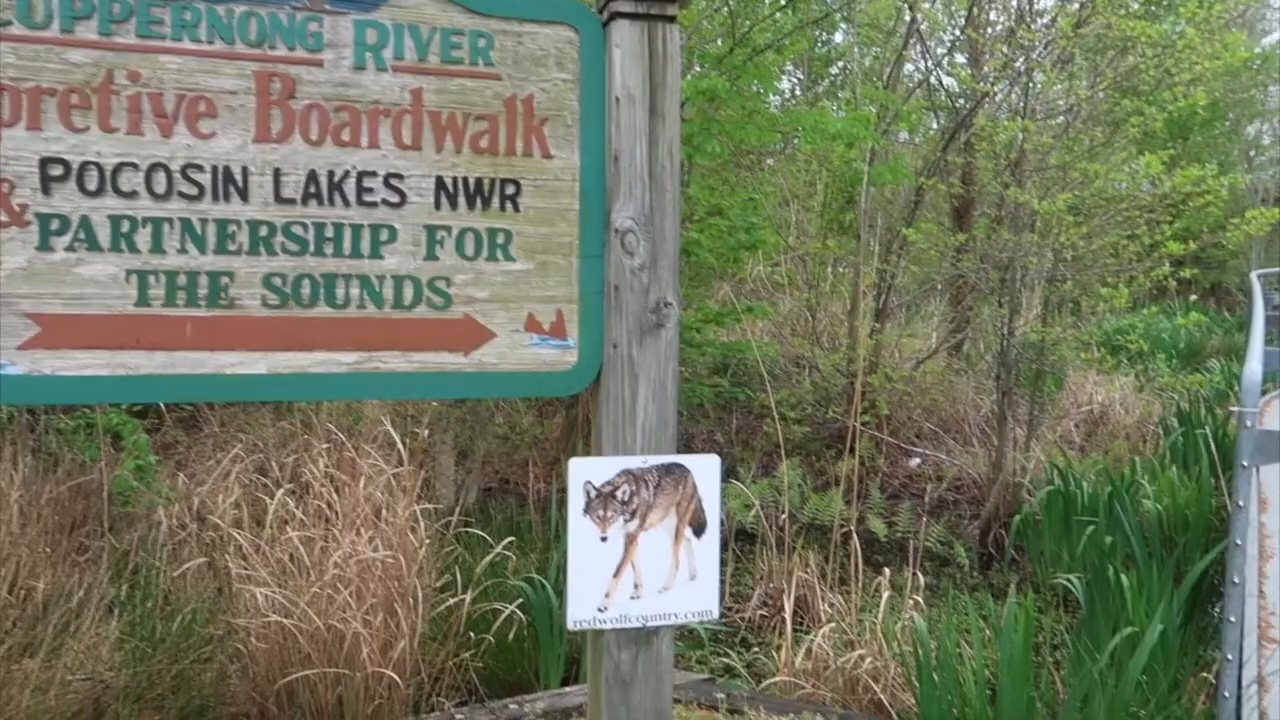 CUPPERNONG RIVER
pretive Boardwalk
POCOSIN LAKES NWR
& PARTNERSHIP FOR
THE SOUNDS
redwolfcountry.com